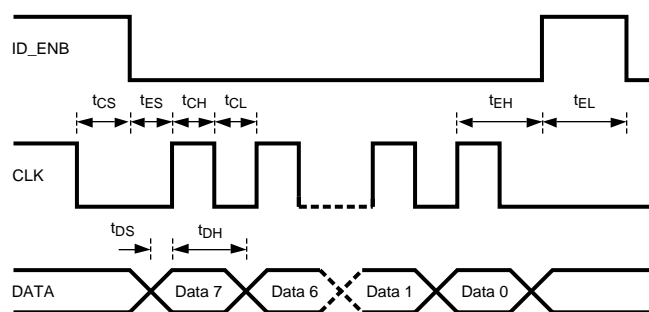 ID_ENB
tCS tES tCH tCL tEH tEL
CLK
tDS tDH
DATA Data 7 Data 6 Data 1 Data 0